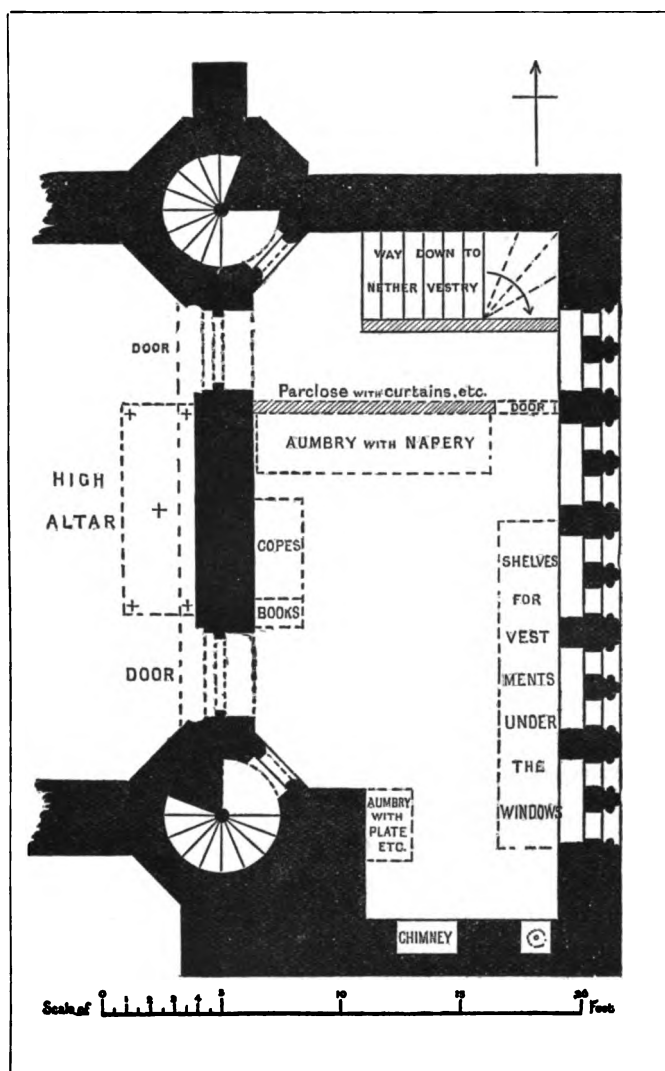 WAY DOWN TO
NETHER VESTRY
DOOR
Parclose WITH curtains, etc.
DOOR
AUMBRY WITH NAPERY
HIGH
ALTAR
COPES
BOOKS
DOOR
SHELVES
FOR
VEST
MENTS
UNDER
THE
WINDOWS
AUMBRY
WITH
PLATE
ETC.
CHIMNEY
Scale of 0 1 2 3 4 5 10 15 20 Feet